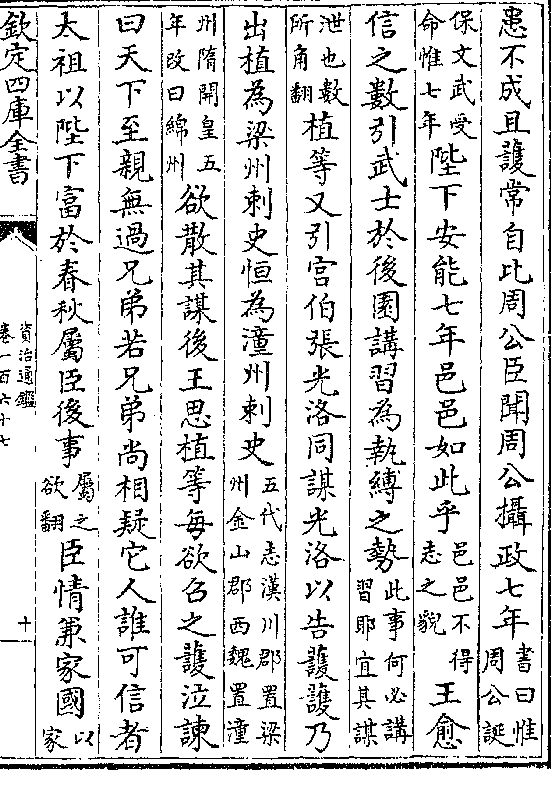 患不成且護常自比周公臣聞周公攝政七年書曰惟周公誕
保文武受命惟七年陛下安能七年邑邑如此乎邑邑不得志之貌王愈
信之數引武士於後園講習為執縛之勢此事何必講習耶宜其謀
泄也數所角翻植等又引宫伯張光洛同謀光洛以告護護乃
出植為梁州刺史恒為潼州刺史五代志漢川郡置梁州金山郡西魏置潼
州隋開皇五年改曰綿州欲散其謀後王思植等每欲召之護泣諫
曰天下至親無過兄弟若兄弟尚相疑它人誰可信者
太祖以陛下富於春秋屬臣後事屬之欲翻臣情兼家國以家
欽定四庫全書
資治通鑑
卷一百六十七
十